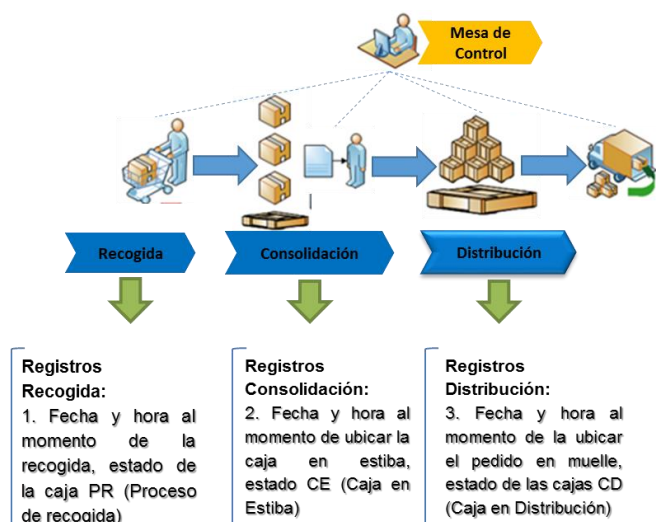 Mesa de
Control
Recogida
Consolidación
Distribución
Registros
Recogida:
1. Fecha y hora al
momento de la
recogida, estado de
la caja PR (Proceso
de recogida)
Registros
Consolidación:
2. Fecha y hora al
momento de ubicar la
caja en estiba,
estado CE (Caja en
Estiba)
Registros
Distribución:
3. Fecha y hora al
momento de la ubicar
el pedido en muelle,
estado de las cajas CD
(Caja en Distribución)